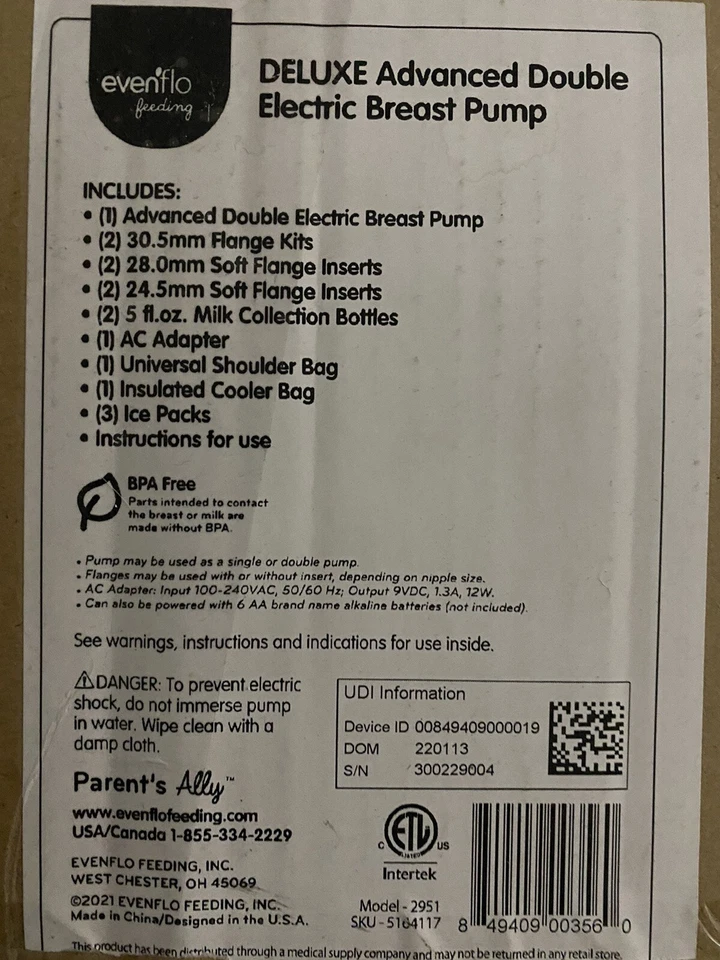 evenflo
feeding
DELUXE Advanced Double
Electric Breast Pump
INCLUDES:
• (1) Advanced Double Electric Breast Pump
• (2) 30.5mm Flange Kits
• (2) 28.0mm Soft Flange Inserts
• (2) 24.5mm Soft Flange Inserts
• (2) 5 fl.oz. Milk Collection Bottles
• (1) AC Adapter
• (1) Universal Shoulder Bag
• (1) Insulated Cooler Bag
• (3) Ice Packs
• Instructions for use
BPA Free
Parts intended to contact
the breast or milk are
made without BPA.
• Pump may be used as a single or double pump.
• Flanges may be used with or without insert, depending on nipple size.
• AC Adapter: Input 100-240VAC, 50/60 Hz; Output 9VDC, 1.3A, 12W.
• Can also be powered with 6 AA brand name alkaline batteries (not included).
See warnings, instructions and indications for use inside.
⚠DANGER: To prevent electric
shock, do not immerse pump
in water. Wipe clean with a
damp cloth.
UDI Information
Device ID 00849409000019
DOM 220113
S/N 300229004
Parent's Ally™
www.evenflofeeding.com
USA/Canada 1-855-334-2229
EVENFLO FEEDING, INC.
WEST CHESTER, OH 45069
©2021 EVENFLO FEEDING, INC.
Made in China/Designed in the U.S.A.
C ETL US
LISTED
Intertek
Model - 2951
SKU - 5164117
8 49409 00356 0
This product has been distributed through a medical supply company and may not be returned in any retail store.